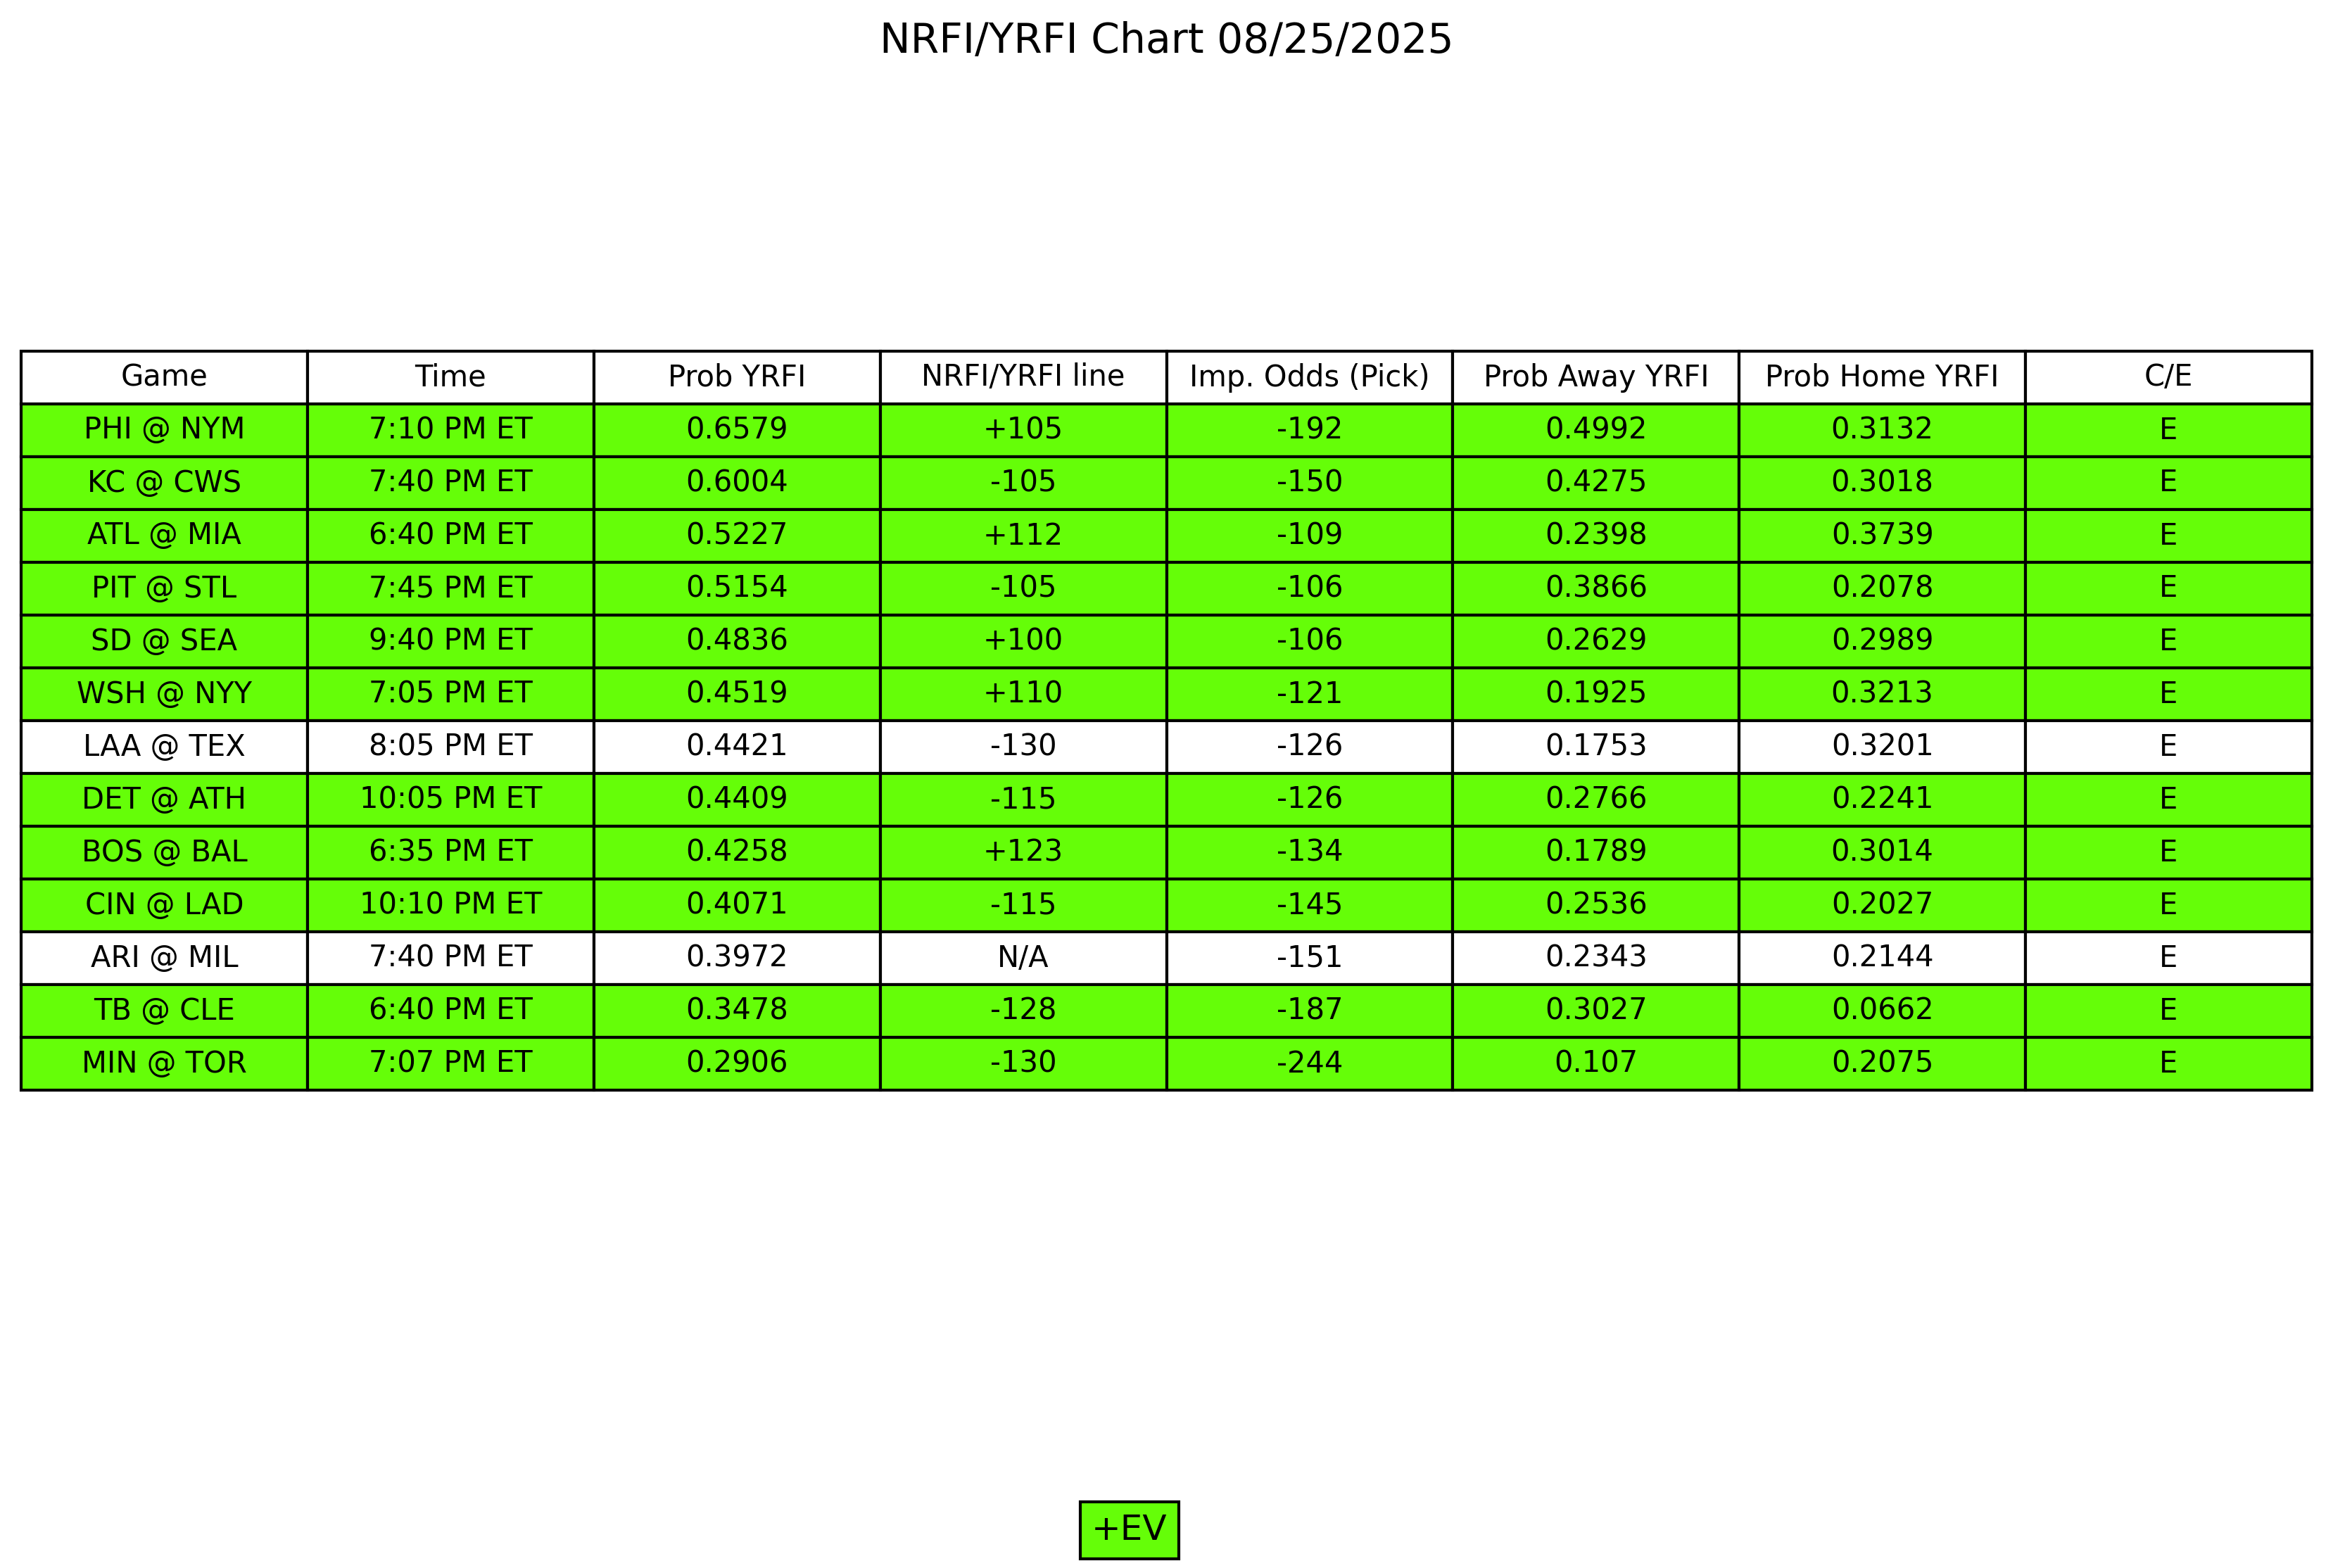 NRFI/YRFI Chart 08/25/2025
Game Time Prob YRFI NRFI/YRFI line Imp. Odds (Pick) Prob Away YRFI Prob Home YRFI C/E
PHI @ NYM 7:10 PM ET 0.6579 +105 -192 0.4992 0.3132 E
KC @ CWS 7:40 PM ET 0.6004 -105 -150 0.4275 0.3018 E
ATL @ MIA 6:40 PM ET 0.5227 +112 -109 0.2398 0.3739 E
PIT @ STL 7:45 PM ET 0.5154 -105 -106 0.3866 0.2078 E
SD @ SEA 9:40 PM ET 0.4836 +100 -106 0.2629 0.2989 E
WSH @ NYY 7:05 PM ET 0.4519 +110 -121 0.1925 0.3213 E
LAA @ TEX 8:05 PM ET 0.4421 -130 -126 0.1753 0.3201 E
DET @ ATH 10:05 PM ET 0.4409 -115 -126 0.2766 0.2241 E
BOS @ BAL 6:35 PM ET 0.4258 +123 -134 0.1789 0.3014 E
CIN @ LAD 10:10 PM ET 0.4071 -115 -145 0.2536 0.2027 E
ARI @ MIL 7:40 PM ET 0.3972 N/A -151 0.2343 0.2144 E
TB @ CLE 6:40 PM ET 0.3478 -128 -187 0.3027 0.0662 E
MIN @ TOR 7:07 PM ET 0.2906 -130 -244 0.107 0.2075 E
+EV